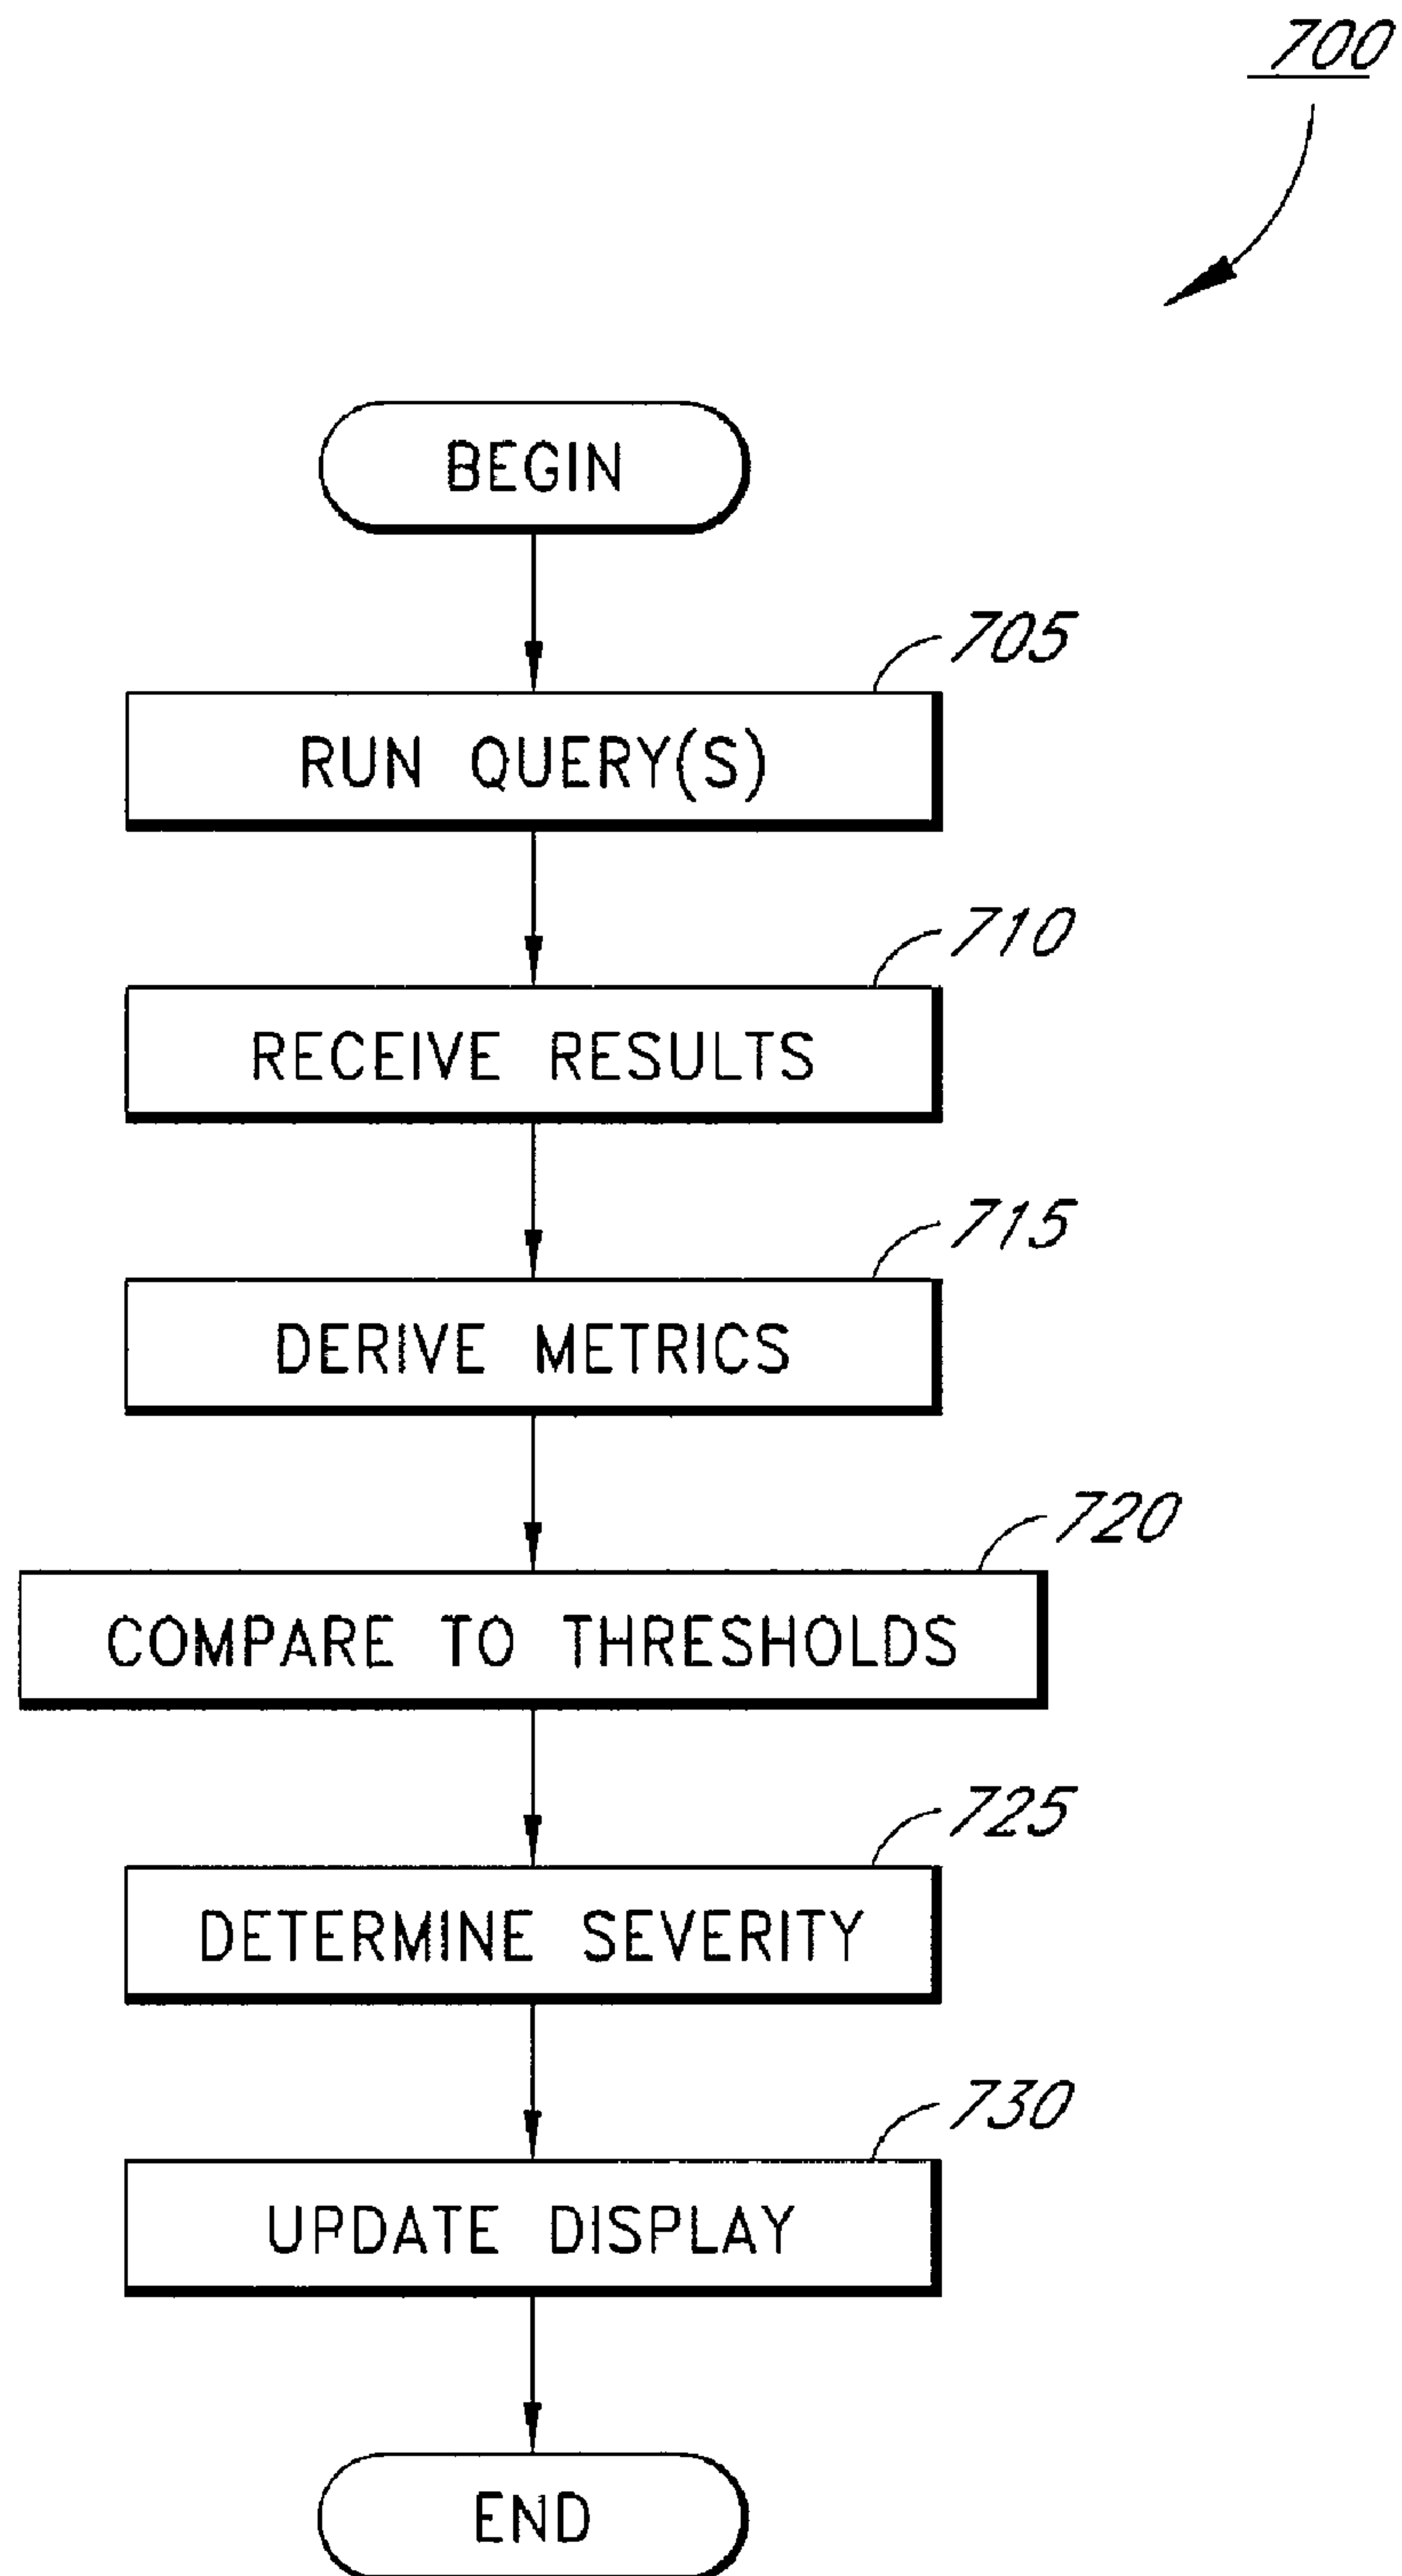 700
BEGIN
705
RUN QUERY(S)
710
RECEIVE RESULTS
715
DERIVE METRICS
720
COMPARE TO THRESHOLDS
725
DETERMINE SEVERITY
730
UPDATE DISPLAY
END